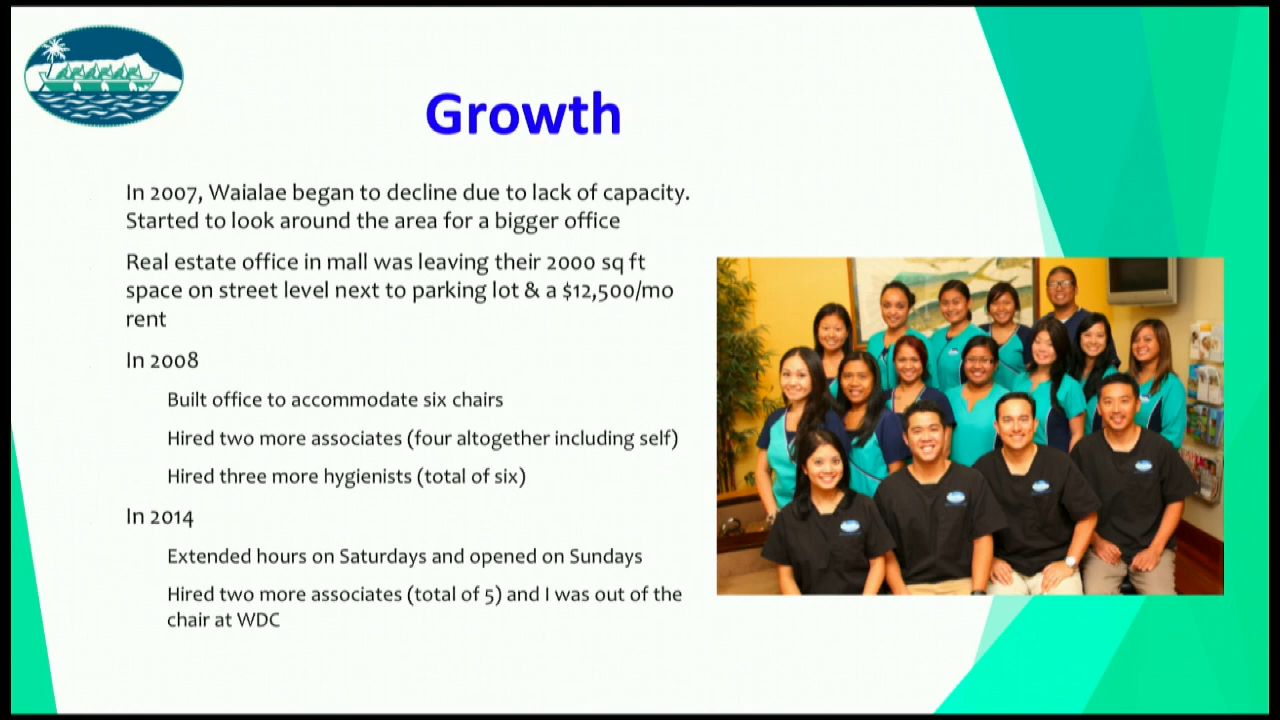 Growth
In 2007, Waialae began to decline due to lack of capacity.
Started to look around the area for a bigger office
Real estate office in mall was leaving their 2000 sq ft
space on street level next to parking lot & a $12,500/mo
rent
In 2008
Built office to accommodate six chairs
Hired two more associates (four altogether including self)
Hired three more hygienists (total of six)
In 2014
Extended hours on Saturdays and opened on Sundays
Hired two more associates (total of 5) and I was out of the
chair at WDC